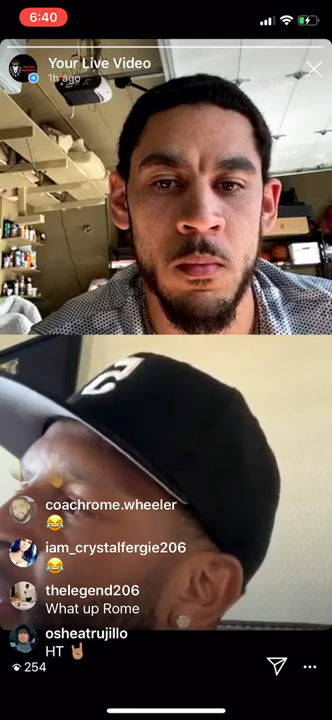 6:40
Your Live Video
1h ago
coachrome.wheeler
😂
iam_crystalfergie206
😂
thelegend206
What up Rome
osheatrujillo
HT 🤘🏽
254